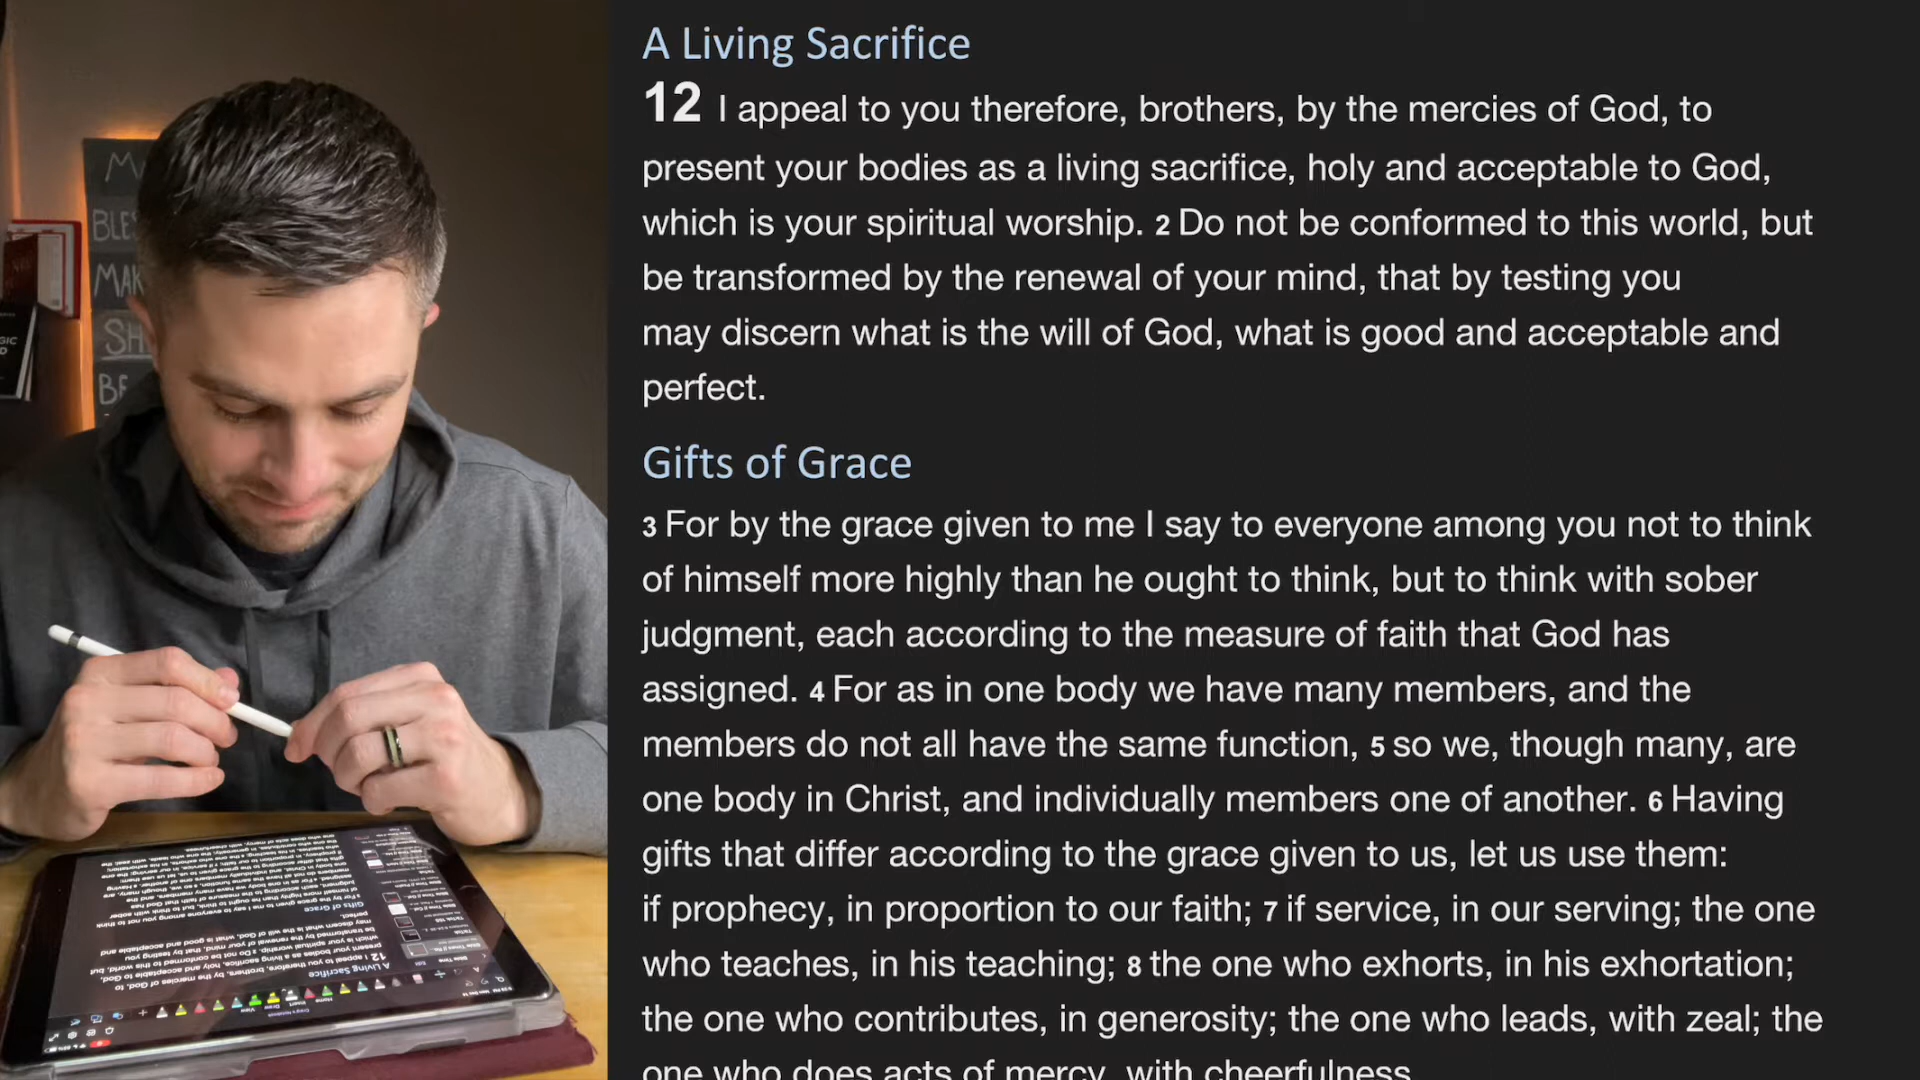 A Living Sacrifice
12 I appeal to you therefore, brothers, by the mercies of God, to
present your bodies as a living sacrifice, holy and acceptable to God,
which is your spiritual worship. 2 Do not be conformed to this world, but
be transformed by the renewal of your mind, that by testing you
may discern what is the will of God, what is good and acceptable and
perfect.
Gifts of Grace
3 For by the grace given to me I say to everyone among you not to think
of himself more highly than he ought to think, but to think with sober
judgment, each according to the measure of faith that God has
assigned. 4 For as in one body we have many members, and the
members do not all have the same function, 5 so we, though many, are
one body in Christ, and individually members one of another. 6 Having
gifts that differ according to the grace given to us, let us use them:
if prophecy, in proportion to our faith; 7 if service, in our serving; the one
who teaches, in his teaching; 8 the one who exhorts, in his exhortation;
the one who contributes, in generosity; the one who leads, with zeal; the
one who does acts of mercy, with cheerfulness